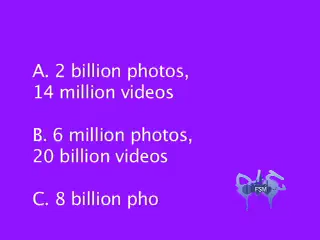 A. 2 billion photos,
14 million videos
B. 6 million photos,
20 billion videos
C. 8 billion pho
FSM